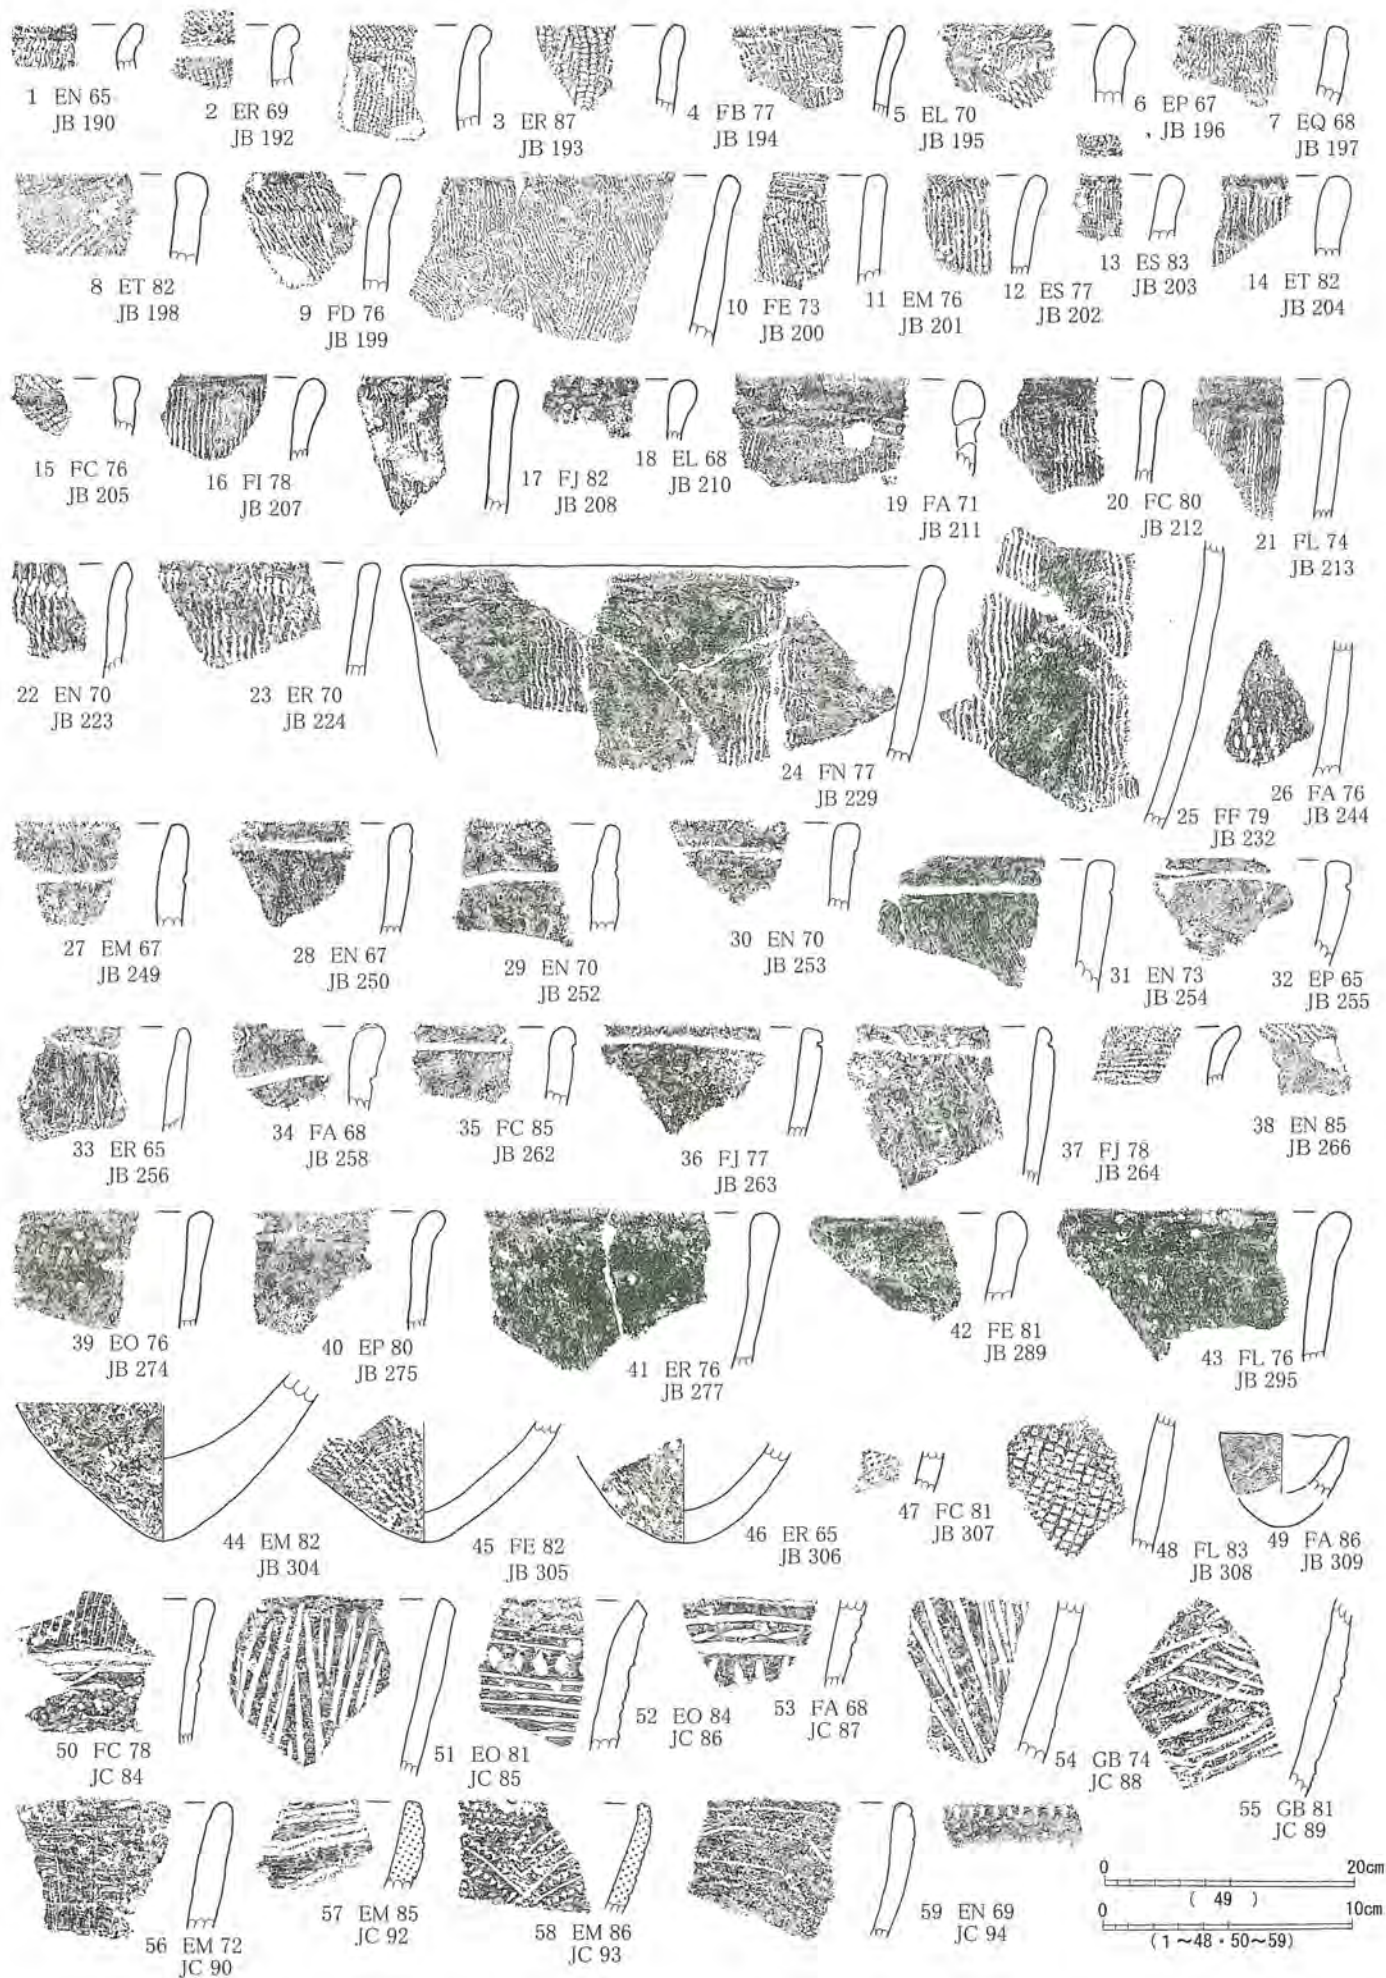 1 EN 65
JB 190
2 ER 69
JB 192
3 ER 87
JB 193
4 FB 77
JB 194
5 EL 70
JB 195
6 EP 67
JB 196
7 EQ 68
JB 197
8 ET 82
JB 198
9 FD 76
JB 199
10 FE 73
JB 200
11 EM 76
JB 201
12 ES 77
JB 202
13 ES 83
JB 203
14 ET 82
JB 204
15 FC 76
JB 205
16 FI 78
JB 207
17 FJ 82
JB 208
18 EL 68
JB 210
19 FA 71
JB 211
20 FC 80
JB 212
21 FL 74
JB 213
22 EN 70
JB 223
23 ER 70
JB 224
24 FN 77
JB 229
25 FF 79
JB 232
26 FA 76
JB 244
27 EM 67
JB 249
28 EN 67
JB 250
29 EN 70
JB 252
30 EN 70
JB 253
31 EN 73
JB 254
32 EP 65
JB 255
33 ER 65
JB 256
34 FA 68
JB 258
35 FC 85
JB 262
36 FJ 77
JB 263
37 FJ 78
JB 264
38 EN 85
JB 266
39 EO 76
JB 274
40 EP 80
JB 275
41 ER 76
JB 277
42 FE 81
JB 289
43 FL 76
JB 295
44 EM 82
JB 304
45 FE 82
JB 305
46 ER 65
JB 306
47 FC 81
JB 307
48 FL 83
JB 308
49 FA 86
JB 309
50 FC 78
JC 84
51 EO 81
JC 85
52 EO 84
JC 86
53 FA 68
JC 87
54 GB 74
JC 88
55 GB 81
JC 89
56 EM 72
JC 90
57 EM 85
JC 92
58 EM 86
JC 93
59 EN 69
JC 94
0 20cm
( 49 )
0 10cm
(1～48・50～59)